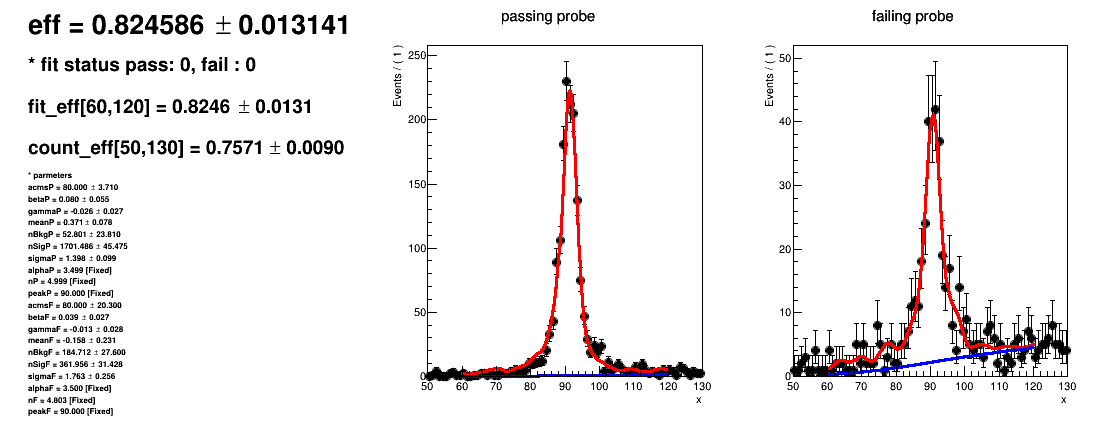 eff = 0.824586 ± 0.013141
* fit status pass: 0, fail : 0
fit_eff[60,120] = 0.8246 ± 0.0131
count_eff[50,130] = 0.7571 ± 0.0090
* parmeters
acmsP = 80.000 ± 3.710
betaP = 0.080 ± 0.055
gammaP = -0.026 ± 0.027
meanP = 0.371 ± 0.078
nBkgP = 52.801 ± 23.810
nSigP = 1701.486 ± 45.475
sigmaP = 1.398 ± 0.099
alphaP = 3.499 [Fixed]
nP = 4.999 [Fixed]
peakP = 90.000 [Fixed]
acmsF = 80.000 ± 20.300
betaF = 0.039 ± 0.027
gammaF = -0.013 ± 0.028
meanF = -0.158 ± 0.231
nBkgF = 184.712 ± 27.600
nSigF = 361.956 ± 31.428
sigmaF = 1.763 ± 0.256
alphaF = 3.500 [Fixed]
nF = 4.803 [Fixed]
peakF = 90.000 [Fixed]
passing probe
Events / ( 1 )
250
200
150
100
50
0
50 60 70 80 90 100 110 120 130
x
failing probe
Events / ( 1 )
50
40
30
20
10
0
50 60 70 80 90 100 110 120 130
x